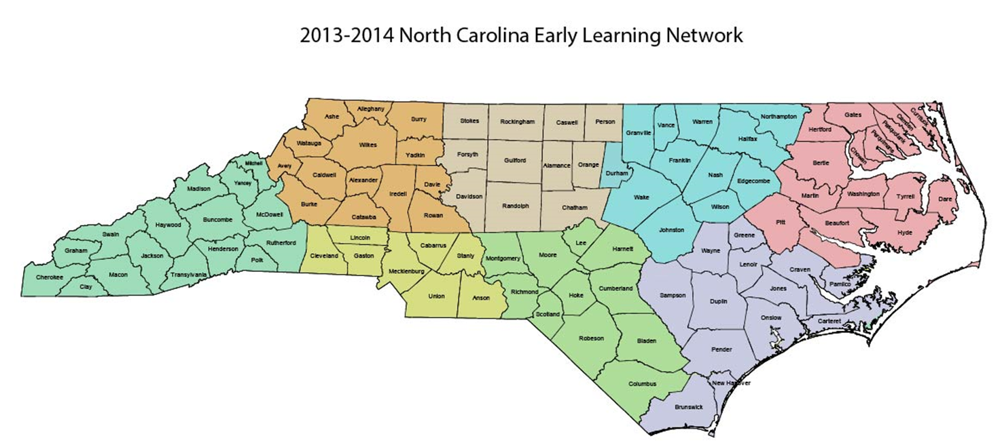 2013-2014 North Carolina Early Learning Network
Ashe
Alleghany
Surry
Stokes
Rockingham
Caswell
Person
Granville
Vance
Warren
Northampton
Halifax
Hertford
Gates
Currituck
Camden
Pasquotank
Perquimans
Chowan
Watauga
Wilkes
Yadkin
Forsyth
Guilford
Alamance
Orange
Durham
Franklin
Nash
Edgecombe
Bertie
Mitchell
Avery
Yancey
Madison
Caldwell
Alexander
Iredell
Davie
Davidson
Randolph
Chatham
Wake
Wilson
Martin
Washington
Tyrrell
Dare
Burke
Catawba
Rowan
McDowell
Buncombe
Haywood
Swain
Johnston
Pitt
Beaufort
Hyde
Graham
Jackson
Henderson
Rutherford
Polk
Lincoln
Cleveland
Gaston
Cabarrus
Stanly
Montgomery
Moore
Lee
Harnett
Wayne
Greene
Lenoir
Craven
Pamlico
Cherokee
Clay
Macon
Transylvania
Mecklenburg
Union
Anson
Richmond
Scotland
Hoke
Cumberland
Sampson
Duplin
Jones
Onslow
Carteret
Robeson
Bladen
Pender
Columbus
New Hanover
Brunswick